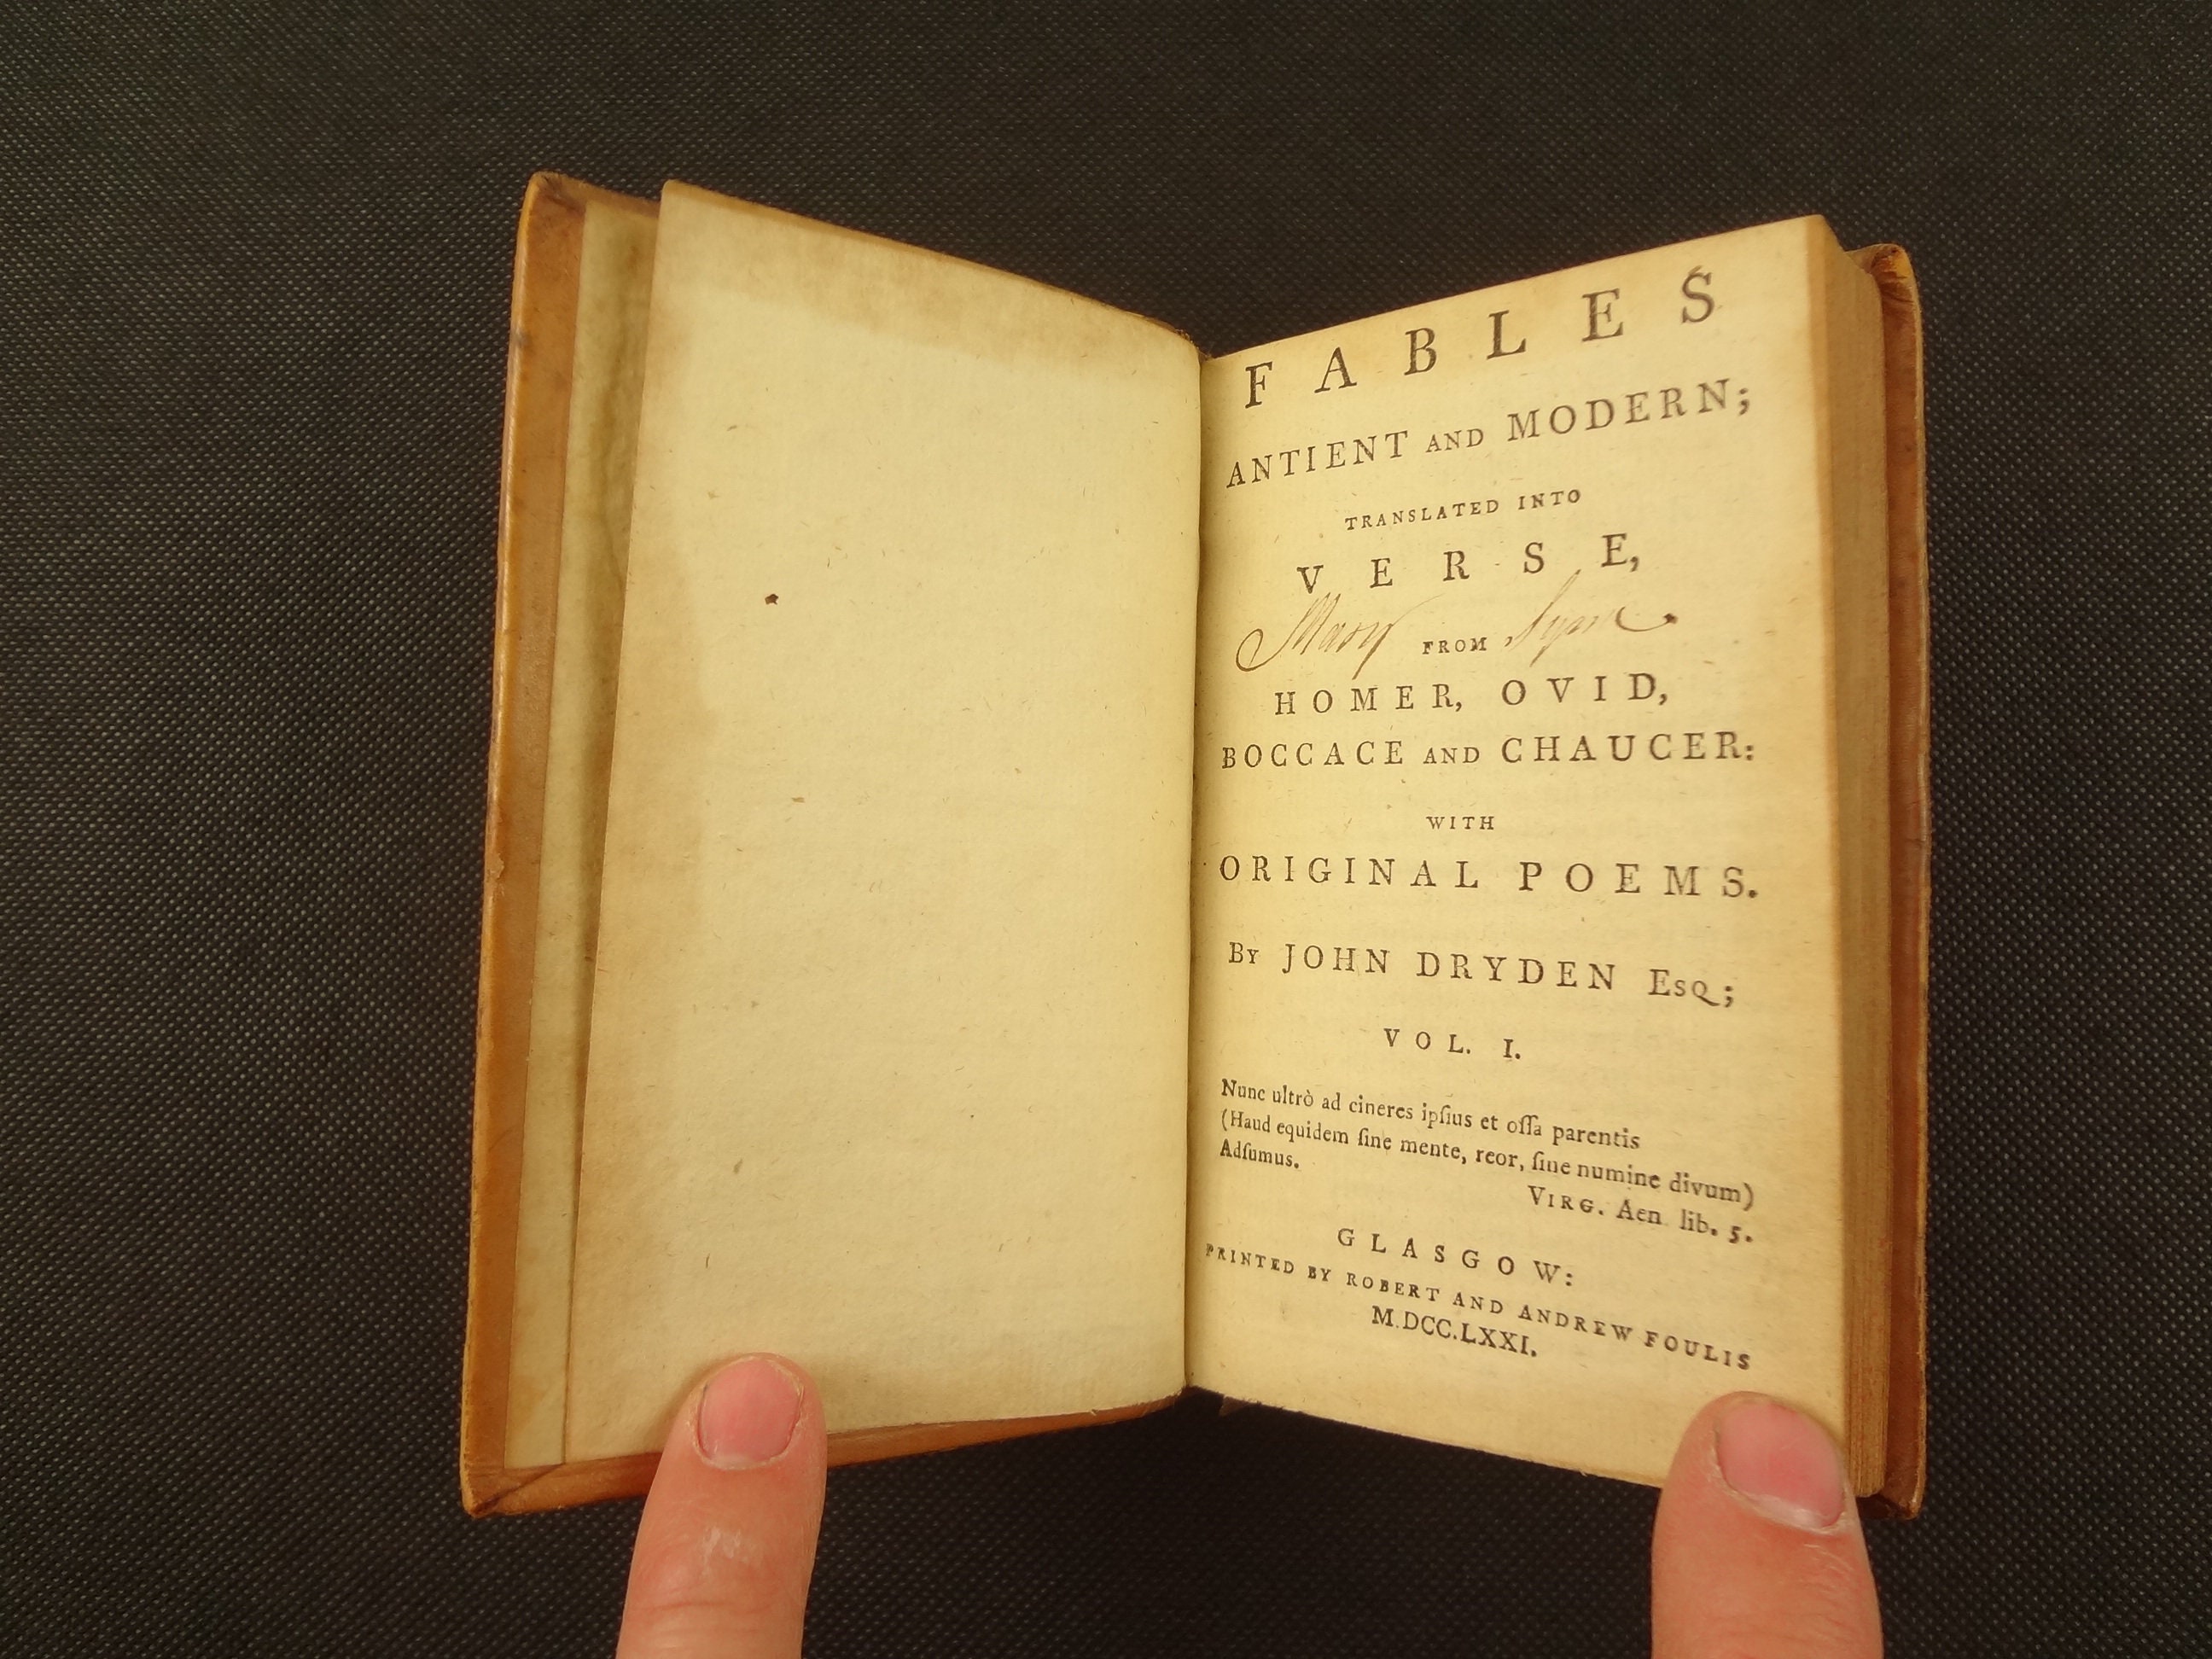 FABLES
ANTIENT AND MODERN;
TRANSLATED INTO
VERSE,
Mary FROM Sym
HOMER, OVID,
BOCCACE AND CHAUCER:
WITH
ORIGINAL POEMS.
By JOHN DRYDEN Esq;
VOL. I.
Nunc ultrò ad cineres ipſius et oſſa parentis
(Haud equidem ſine mente, reor, ſine numine divum)
Adſumus.
VIRG. Aen lib. 5.
GLASGOW:
PRINTED BY ROBERT AND ANDREW FOULIS
M.DCC.LXXI.